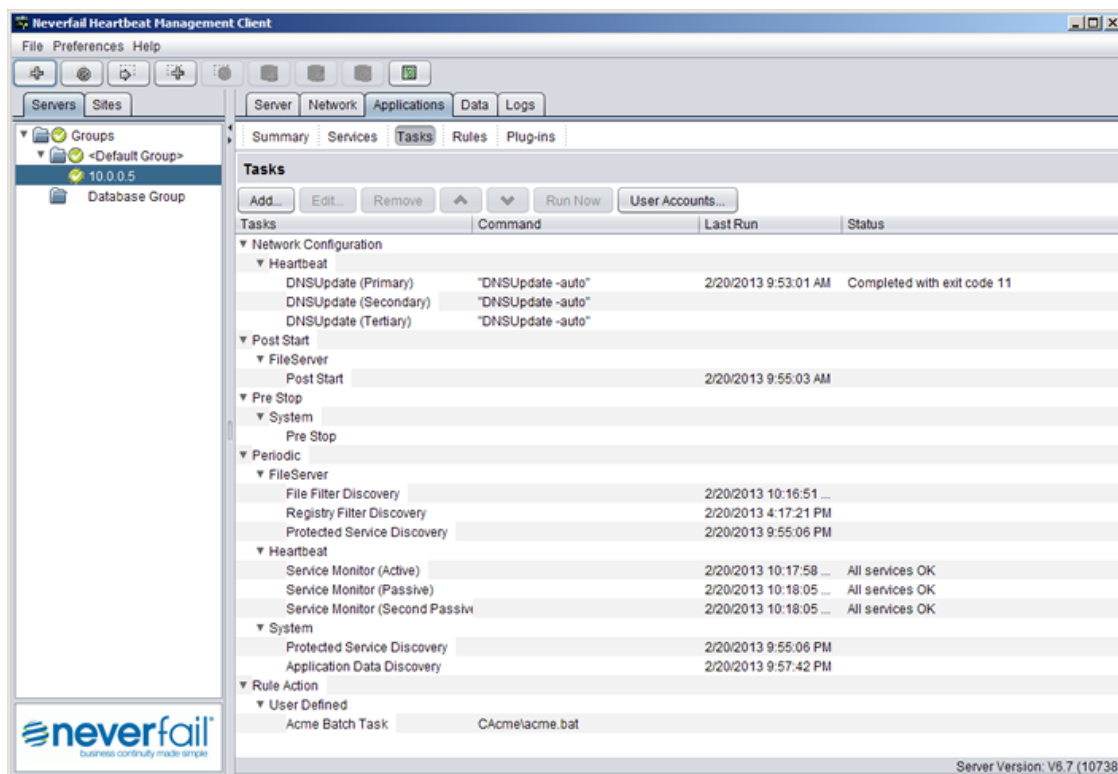 Neverfail Heartbeat Management Client
File Preferences Help
Servers Sites
Server Network Applications Data Logs
Summary Services Tasks Rules Plug-ins
Groups
<Default Group>
10.0.0.5
Database Group
Tasks
Add... Edit... Remove Run Now User Accounts...
Tasks Command Last Run Status
Network Configuration
Heartbeat
DNSUpdate (Primary) "DNSUpdate -auto" 2/20/2013 9:53:01 AM Completed with exit code 11
DNSUpdate (Secondary) "DNSUpdate -auto"
DNSUpdate (Tertiary) "DNSUpdate -auto"
Post Start
FileServer
Post Start 2/20/2013 9:55:03 AM
Pre Stop
System
Pre Stop
Periodic
FileServer
File Filter Discovery 2/20/2013 10:16:51 ...
Registry Filter Discovery 2/20/2013 4:17:21 PM
Protected Service Discovery 2/20/2013 9:55:06 PM
Heartbeat
Service Monitor (Active) 2/20/2013 10:17:58 ... All services OK
Service Monitor (Passive) 2/20/2013 10:18:05 ... All services OK
Service Monitor (Second Passive 2/20/2013 10:18:05 ... All services OK
System
Protected Service Discovery 2/20/2013 9:55:06 PM
Application Data Discovery 2/20/2013 9:57:42 PM
Rule Action
User Defined
Acme Batch Task CAcme\acme.bat
neverfail
business continuity made simple
Server Version: V6.7 (10738